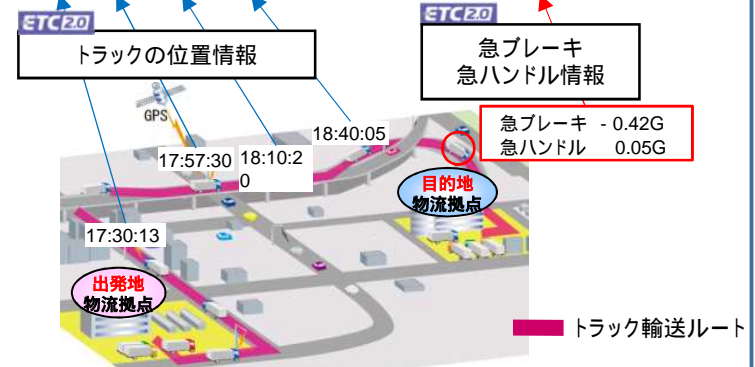 ETC2.0
トラックの位置情報
ETC2.0
急ブレーキ
急ハンドル情報
急ブレーキ - 0.42G
急ハンドル 0.05G
GPS
18:40:05
17:57:30
18:10:2
0
目的地
物流拠点
17:30:13
出発地
物流拠点
トラック輸送ルート